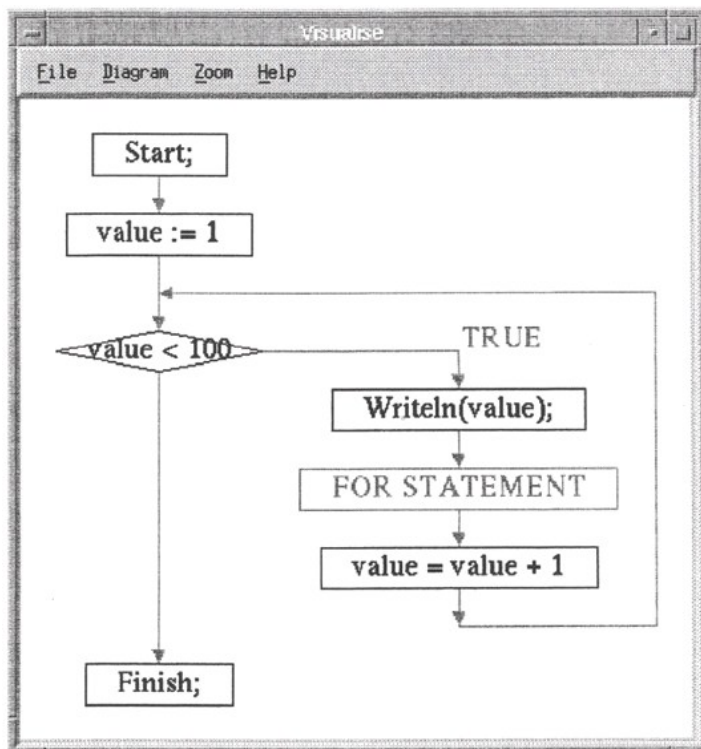 Visualise
File Diagram Zoom Help
Start;
value := 1
value < 100
TRUE
Writeln(value);
FOR STATEMENT
value = value + 1
Finish;